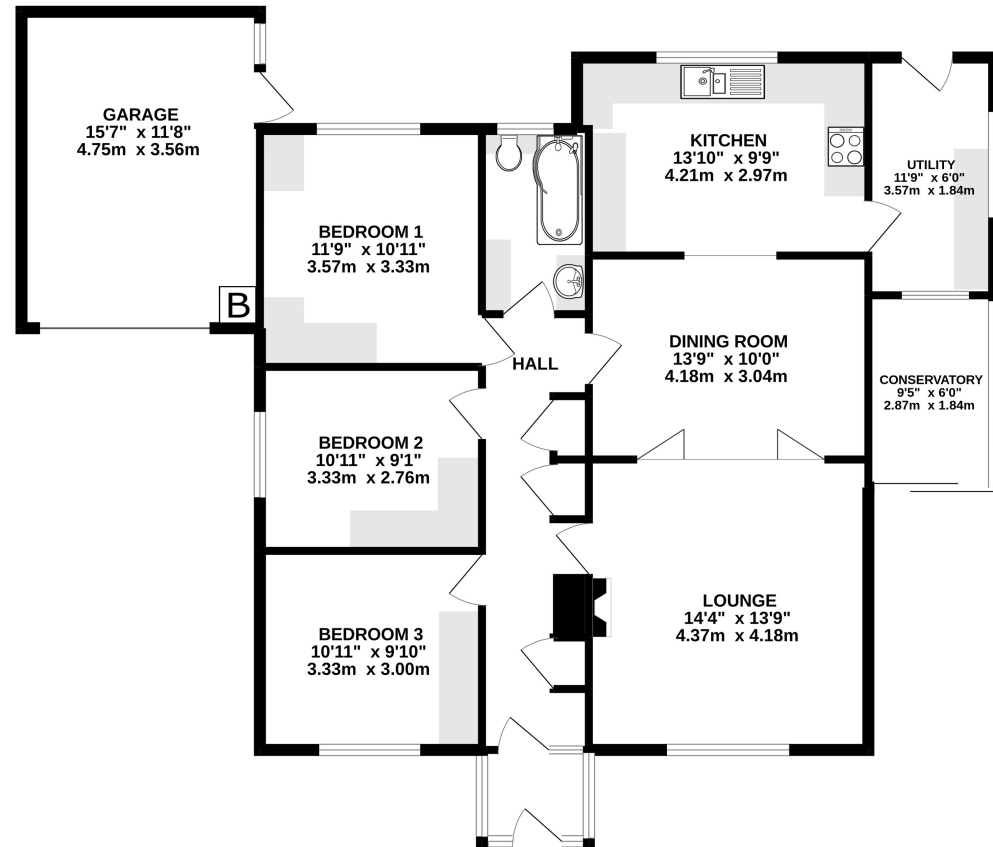 GARAGE
15'7" x 11'8"
4.75m x 3.56m
B
BEDROOM 1
11'9" x 10'11"
3.57m x 3.33m
KITCHEN
13'10" x 9'9"
4.21m x 2.97m
UTILITY
11'9" x 6'0"
3.57m x 1.84m
HALL
DINING ROOM
13'9" x 10'0"
4.18m x 3.04m
CONSERVATORY
9'5" x 6'0"
2.87m x 1.84m
BEDROOM 2
10'11" x 9'1"
3.33m x 2.76m
LOUNGE
14'4" x 13'9"
4.37m x 4.18m
BEDROOM 3
10'11" x 9'10"
3.33m x 3.00m